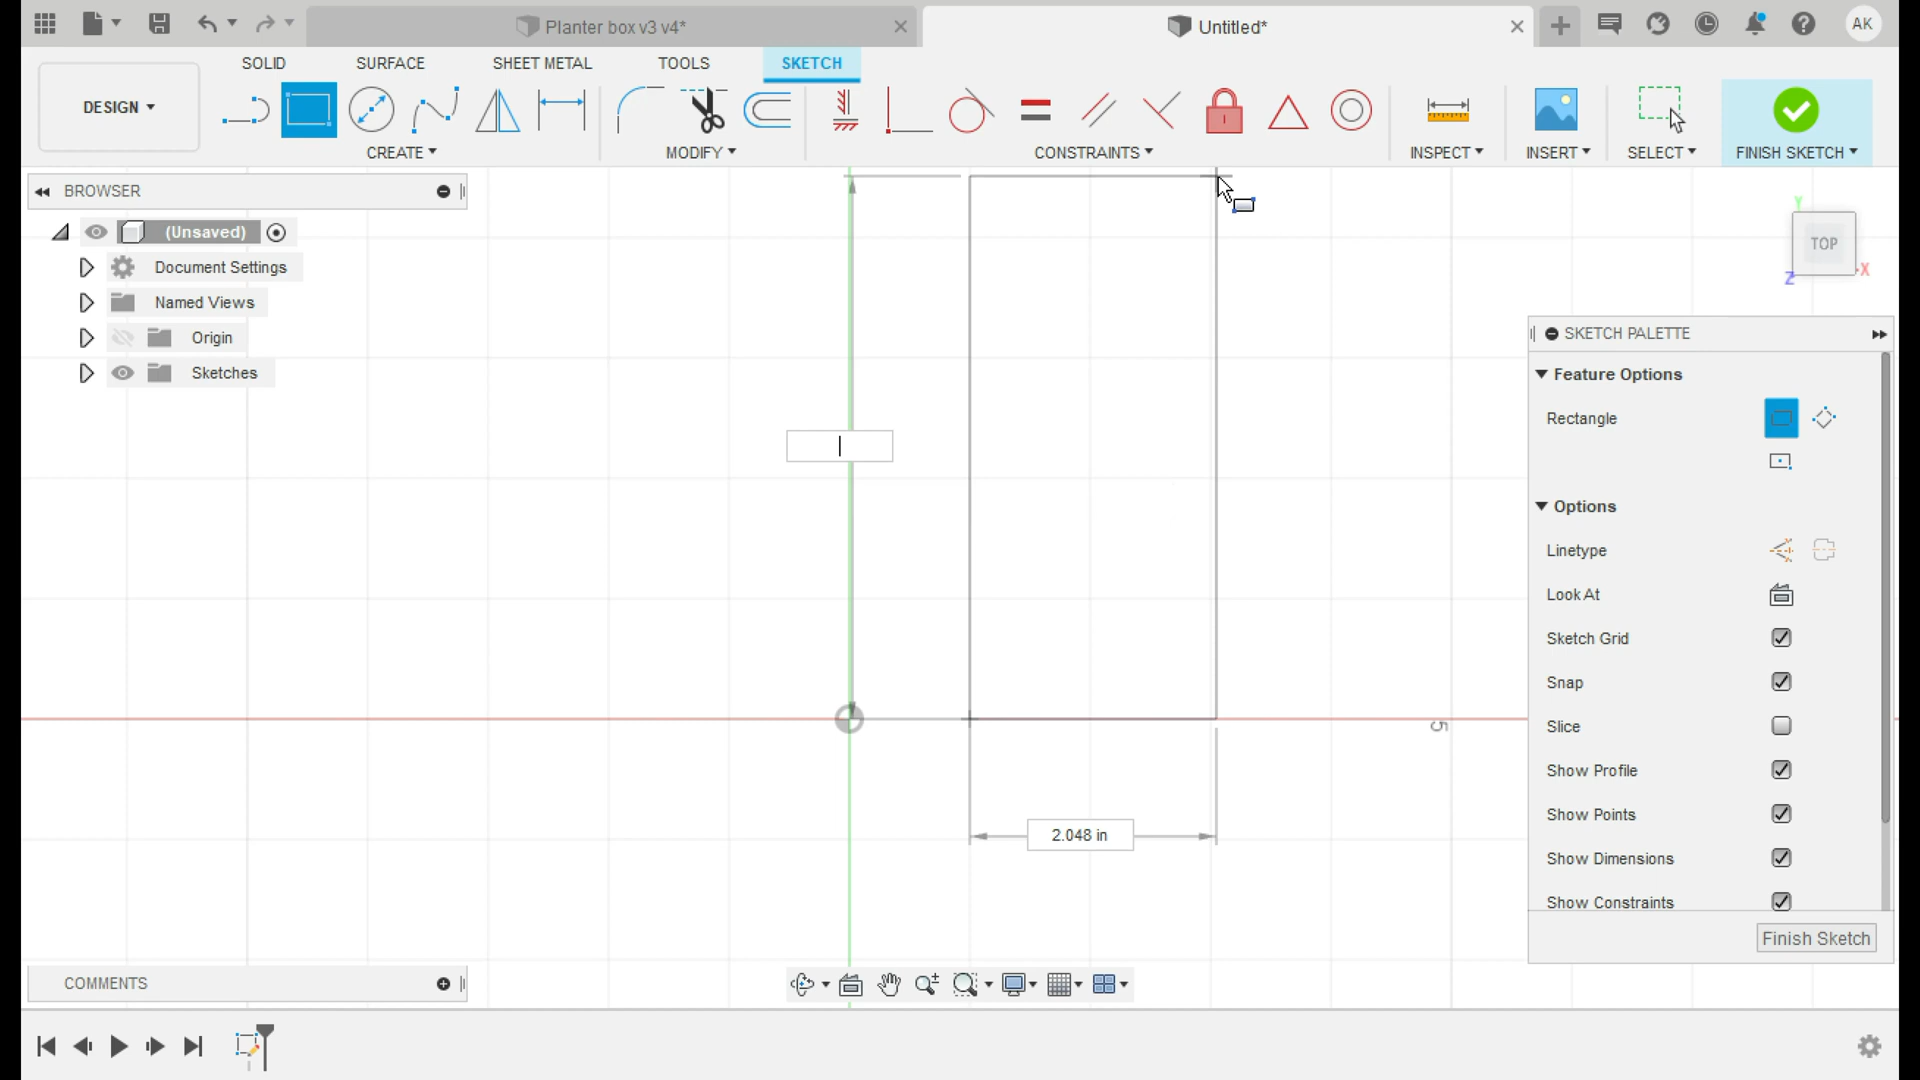 Planter box v3 v4*
Untitled*
AK
DESIGN
SOLID
SURFACE
SHEET METAL
TOOLS
SKETCH
CREATE
MODIFY
CONSTRAINTS
INSPECT
INSERT
SELECT
FINISH SKETCH
BROWSER
(Unsaved)
Document Settings
Named Views
Origin
Sketches
Y
TOP
X
Z
SKETCH PALETTE
Feature Options
Rectangle
Options
Linetype
Look At
Sketch Grid
Snap
Slice
Show Profile
Show Points
Show Dimensions
Show Constraints
Finish Sketch
5
2.048 in
COMMENTS